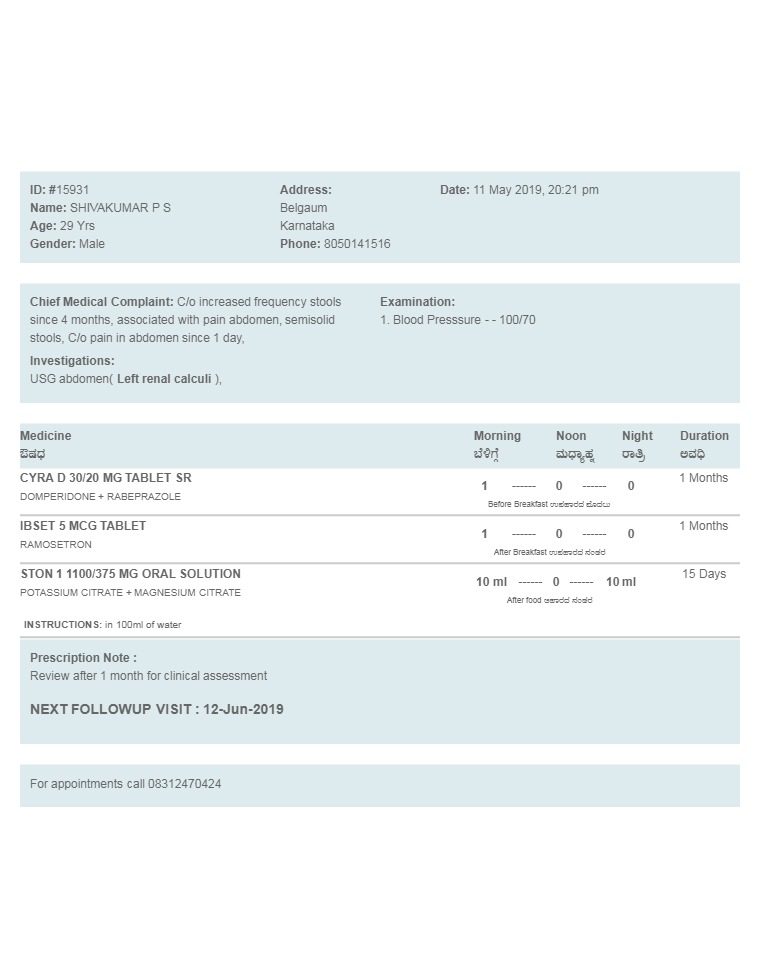 ID: #15931
Name: SHIVAKUMAR P S
Age: 29 Yrs
Gender: Male
Address:
Belgaum
Karnataka
Phone: 8050141516
Date: 11 May 2019, 20:21 pm
Chief Medical Complaint: C/o increased frequency stools
since 4 months, associated with pain abdomen, semisolid
stools, C/o pain in abdomen since 1 day,
Investigations:
USG abdomen( Left renal calculi ),
Examination:
1. Blood Presssure - - 100/70
Medicine Morning Noon Night Duration
ಔಷಧ ಬೆಳಿಗ್ಗೆ ಮಧ್ಯಾಹ್ನ ರಾತ್ರಿ ಅವಧಿ
CYRA D 30/20 MG TABLET SR 1 ------ 0 ------ 0 1 Months
DOMPERIDONE + RABEPRAZOLE
Before Breakfast ಉಪಹಾರದ ಮೊದಲು
IBSET 5 MCG TABLET 1 ------ 0 ------ 0 1 Months
RAMOSETRON
After Breakfast ಉಪಹಾರದ ನಂತರ
STON 1 1100/375 MG ORAL SOLUTION 10 ml ------ 0 ------ 10 ml 15 Days
POTASSIUM CITRATE + MAGNESIUM CITRATE
After food ಆಹಾರದ ನಂತರ
INSTRUCTIONS: in 100ml of water
Prescription Note :
Review after 1 month for clinical assessment
NEXT FOLLOWUP VISIT : 12-Jun-2019
For appointments call 08312470424